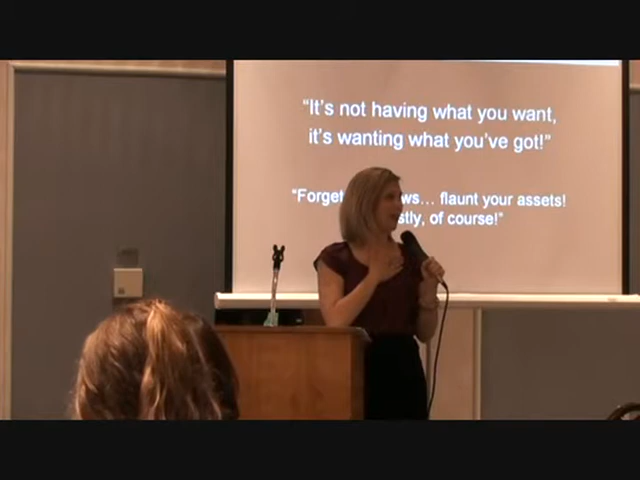 “It’s not having what you want,
it’s wanting what you’ve got!”
“Forget ... flaunt your assets!
of course!”